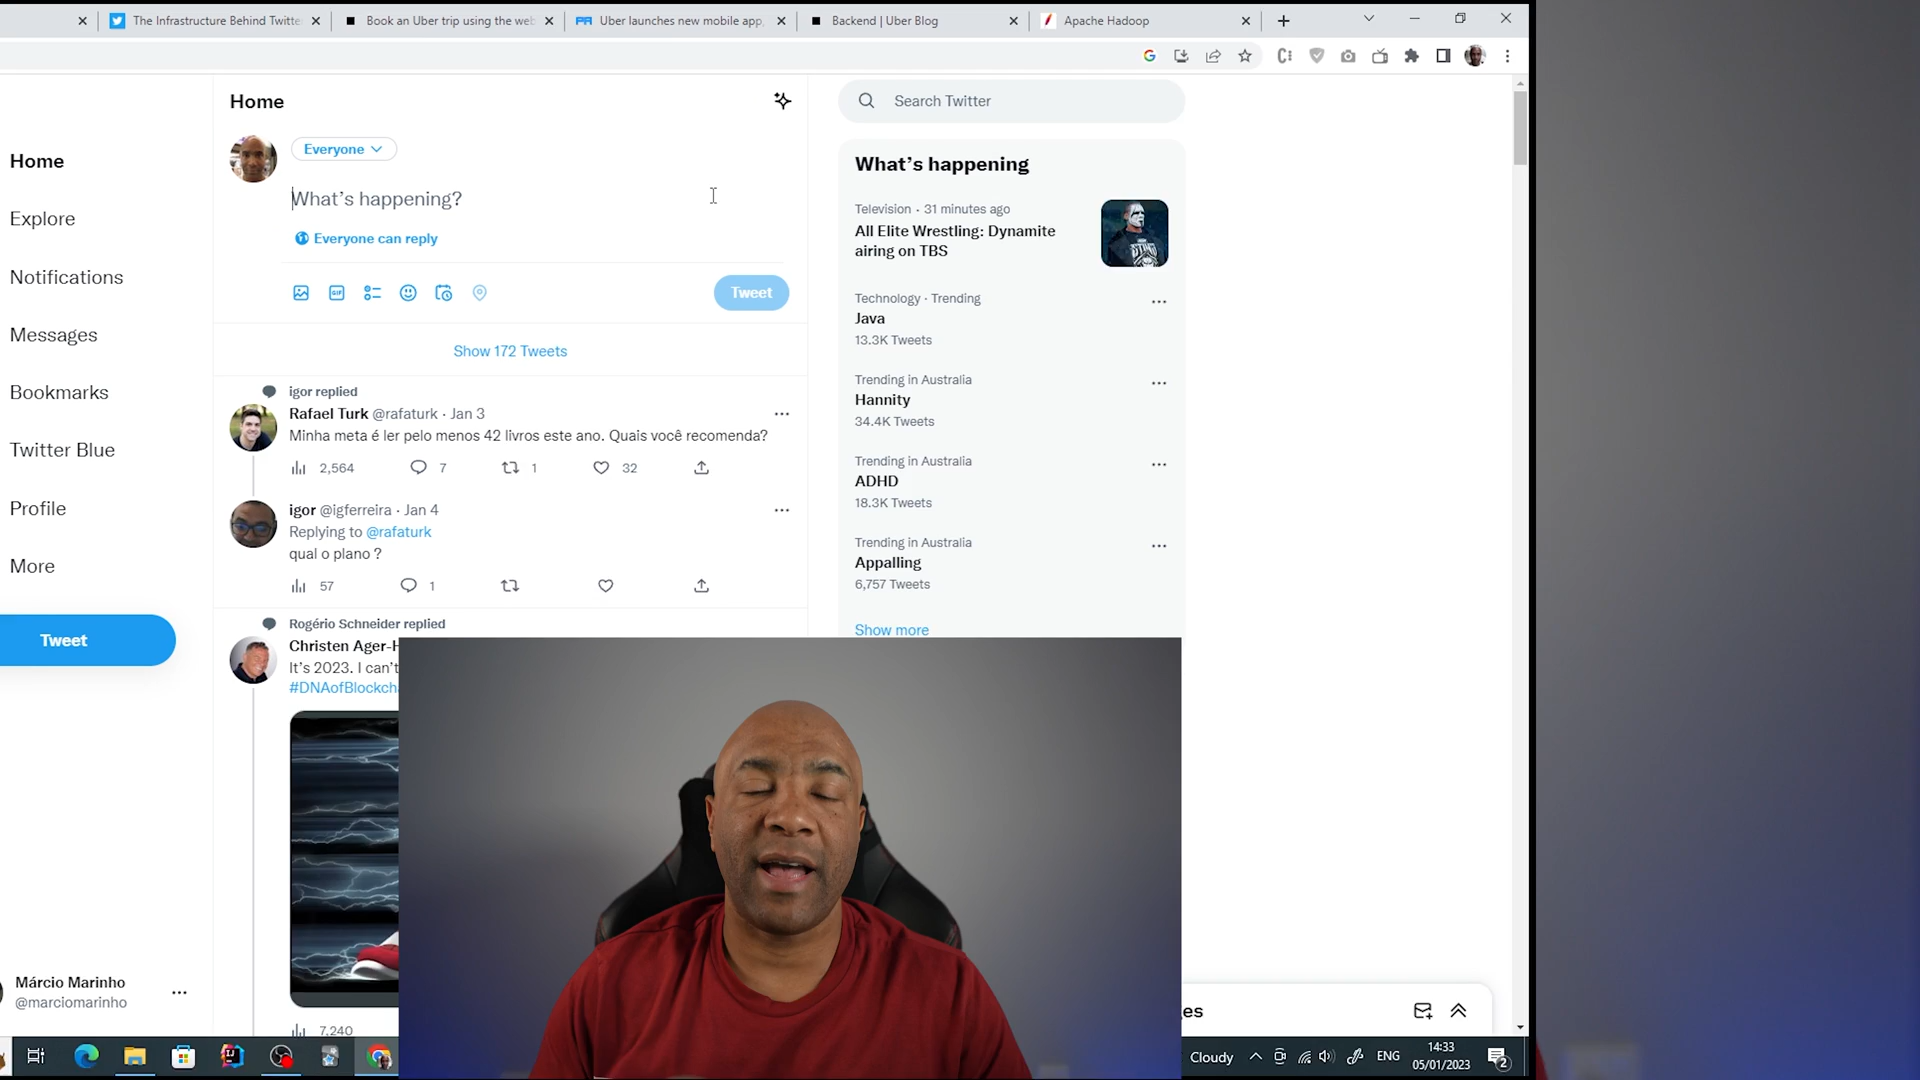 The Infrastructure Behind Twitte
Book an Uber trip using the web
Uber launches new mobile app,
Backend | Uber Blog
Apache Hadoop
Home
Explore
Notifications
Messages
Bookmarks
Twitter Blue
Profile
More
Tweet
Márcio Marinho
@marciomarinho
Home
Everyone
What's happening?
Everyone can reply
GIF
Tweet
Show 172 Tweets
igor replied
Rafael Turk @rafaturk · Jan 3
Minha meta é ler pelo menos 42 livros este ano. Quais você recomenda?
2,564 7 1 32
igor @igferreira · Jan 4
Replying to @rafaturk
qual o plano ?
57 1
Rogério Schneider replied
Christen Ager-H
It's 2023. I can't
#DNAofBlockcha
7,240
Search Twitter
What's happening
Television · 31 minutes ago
All Elite Wrestling: Dynamite
airing on TBS
Technology · Trending
Java
13.3K Tweets
Trending in Australia
Hannity
34.4K Tweets
Trending in Australia
ADHD
18.3K Tweets
Trending in Australia
Appalling
6,757 Tweets
Show more
ges
Cloudy
ENG
14:33
05/01/2023
2